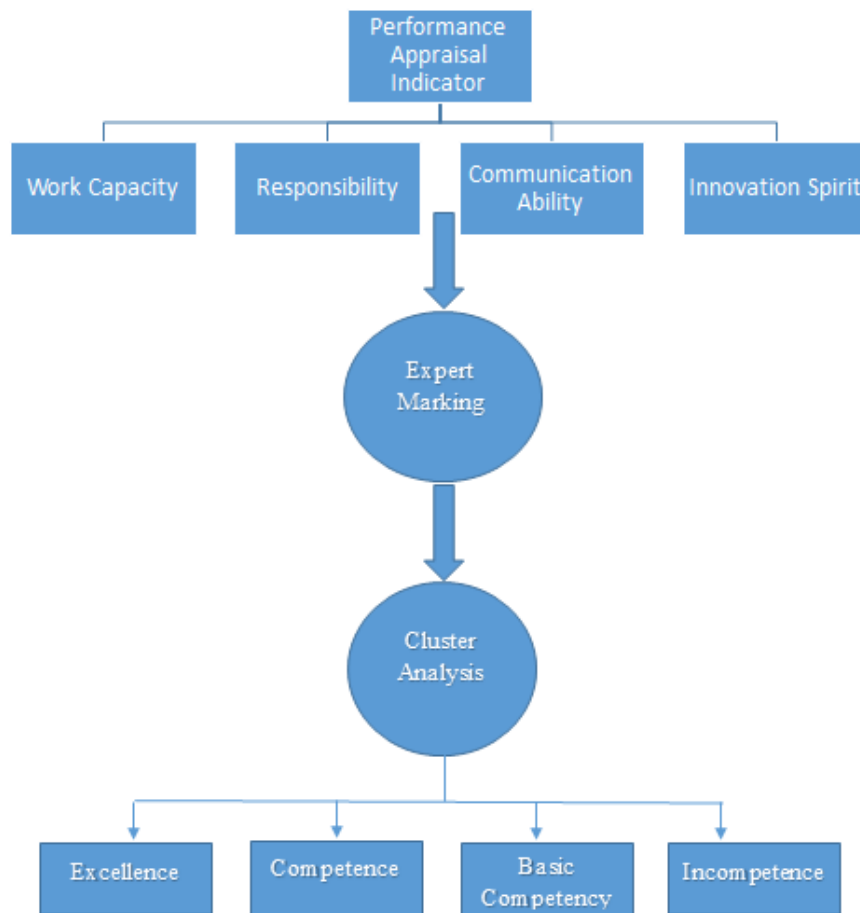 Performance
Appraisal
Indicator
Work Capacity
Responsibility
Communication
Ability
Innovation Spirit
Expert
Marking
Cluster
Analysis
Excellence
Competence
Basic
Competency
Incompetence